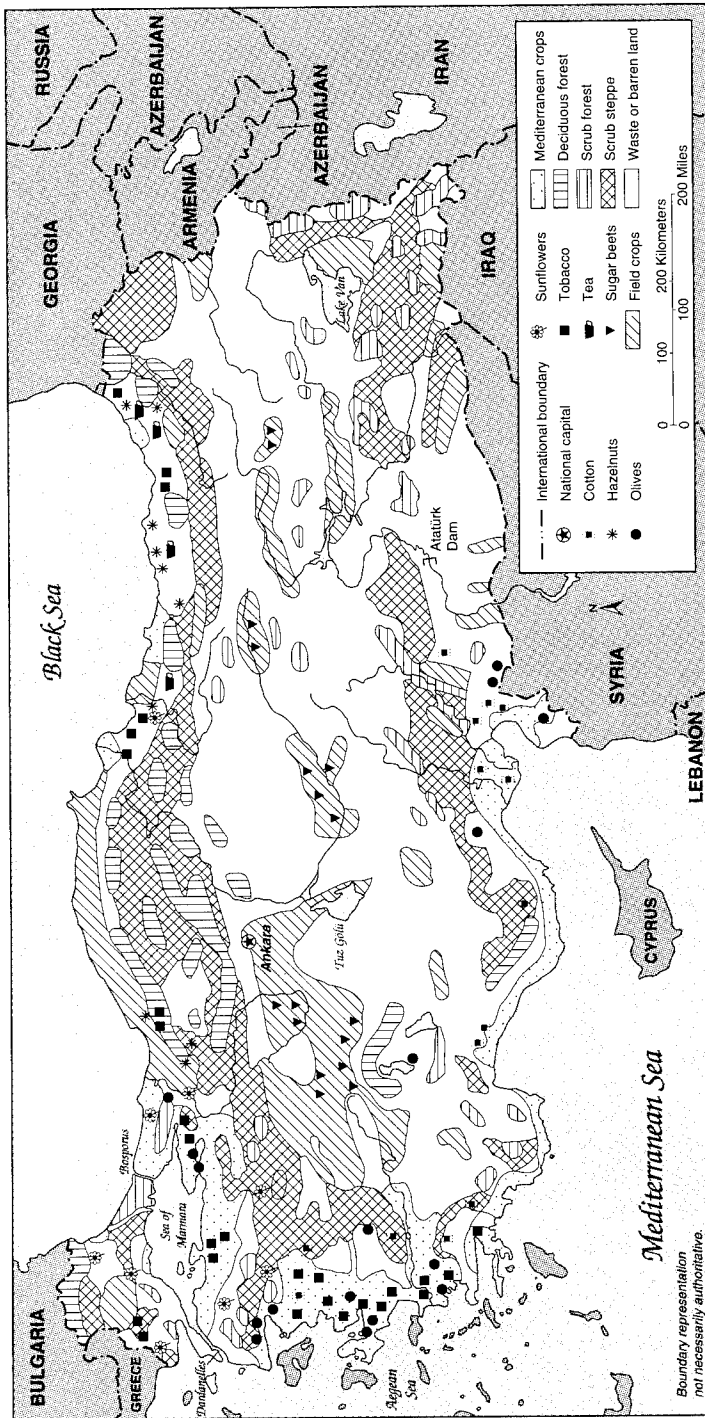 BULGARIA
GREECE
Black Sea
GEORGIA
RUSSIA
ARMENIA
AZERBAIJAN
AZERBAIJAN
IRAN
IRAQ
SYRIA
LEBANON
CYPRUS
Bosporus
Sea of
Marmara
Dardanelles
Aegean
Sea
Ankara
Tuz Gölü
Lake Van
Atatürk
Dam
Mediterranean Sea
N
Boundary representation
not necessarily authoritative.
International boundary
National capital
Cotton
Hazelnuts
Olives
Sunflowers
Tobacco
Tea
Sugar beets
Field crops
Mediterranean crops
Deciduous forest
Scrub forest
Scrub steppe
Waste or barren land
0 100 200 Kilometers
0 100 200 Miles